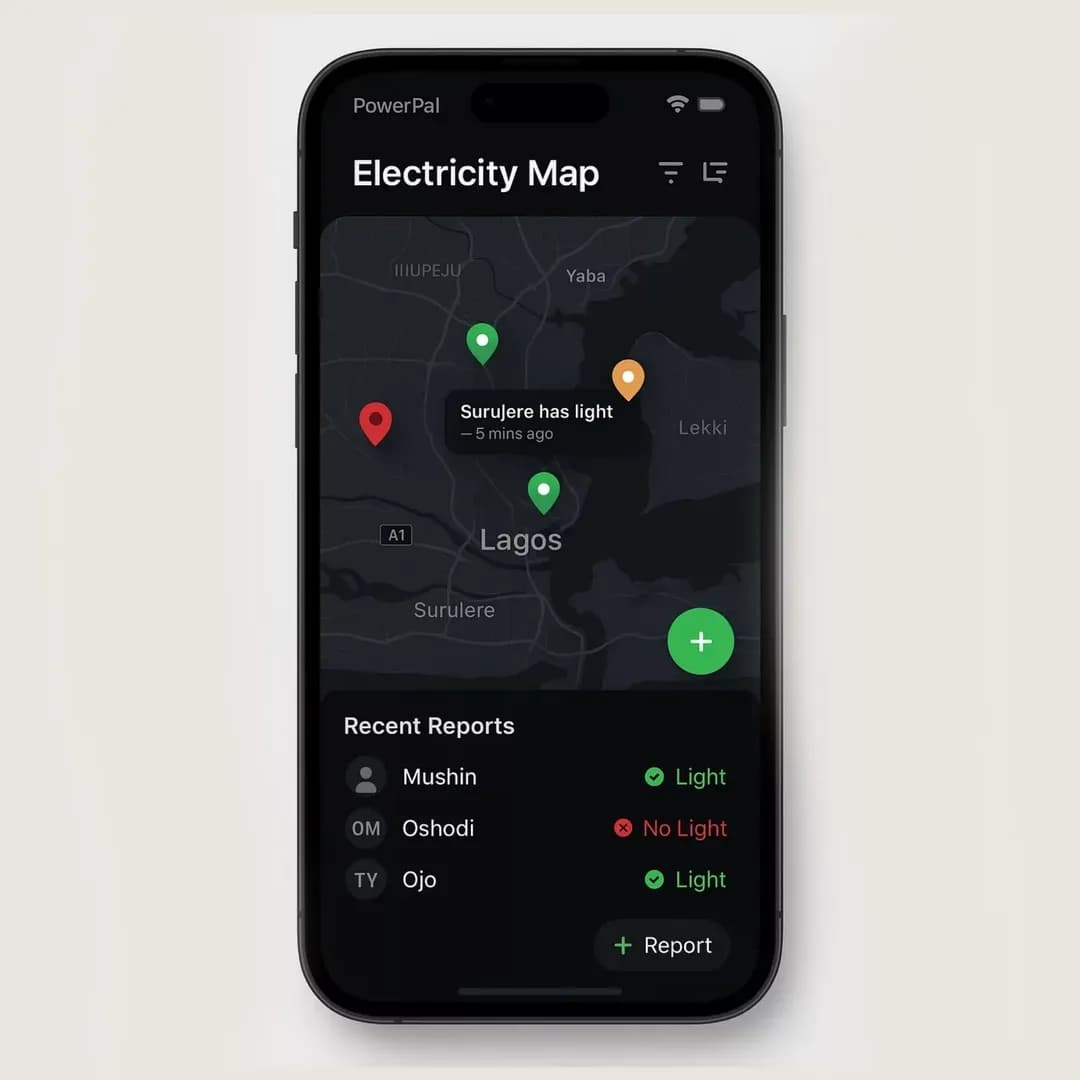 PowerPal
Electricity Map
IIIUPEJU
Yaba
SuruJere has light
— 5 mins ago
Lekki
A1
Lagos
Surulere
+
Recent Reports
Mushin
Light
OM
Oshodi
No Light
TY
Ojo
Light
+ Report